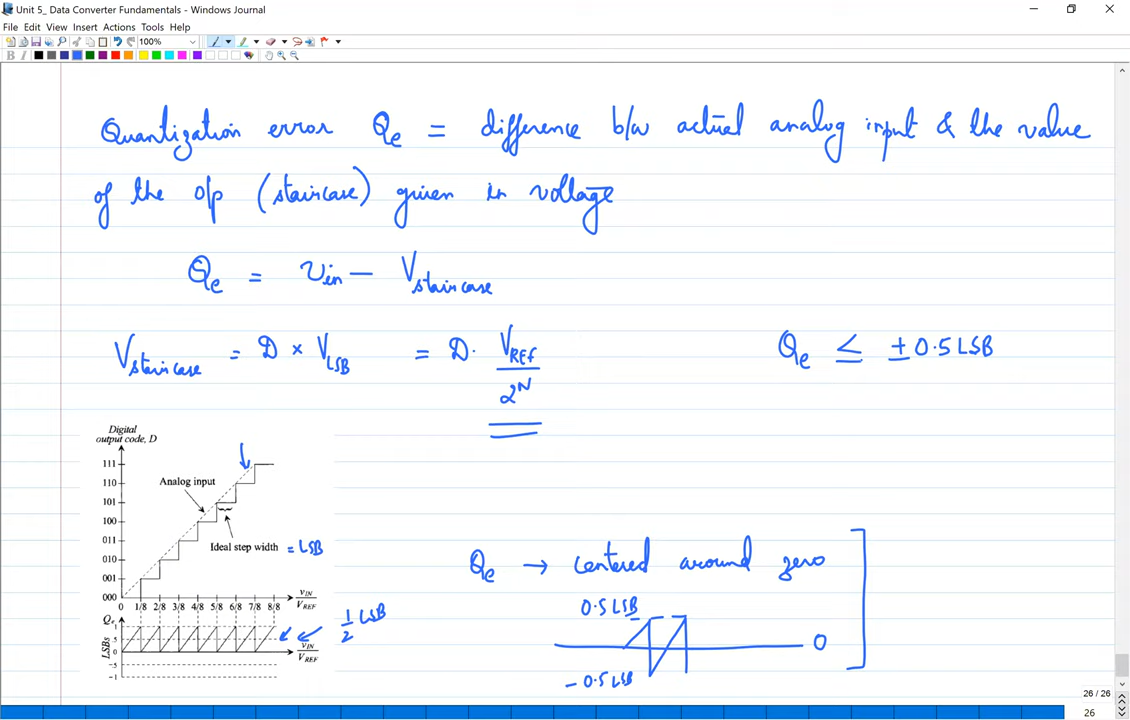 Unit 5_ Data Converter Fundamentals - Windows Journal
File Edit View Insert Actions Tools Help
100%
B I
Quantization error Qe = difference b/w actual analog input & the value
of the o/p (staircase) given in voltage
Qe = Vin - Vstaircase
Vstaircase = D × VLSB = D. VREF / 2^N
Qe ≤ ±0.5 LSB
Digital
output code, D
111
110
101
100
011
010
001
000
Analog input
Ideal step width = LSB
0 1/8 2/8 3/8 4/8 5/8 6/8 7/8 8/8
vIN / VREF
Qe
LSBs
1
.5
0
-.5
-1
vIN / VREF
1/2 LSB
Qe → centered around zero
0.5 LSB
0
-0.5 LSB
26 / 26
26